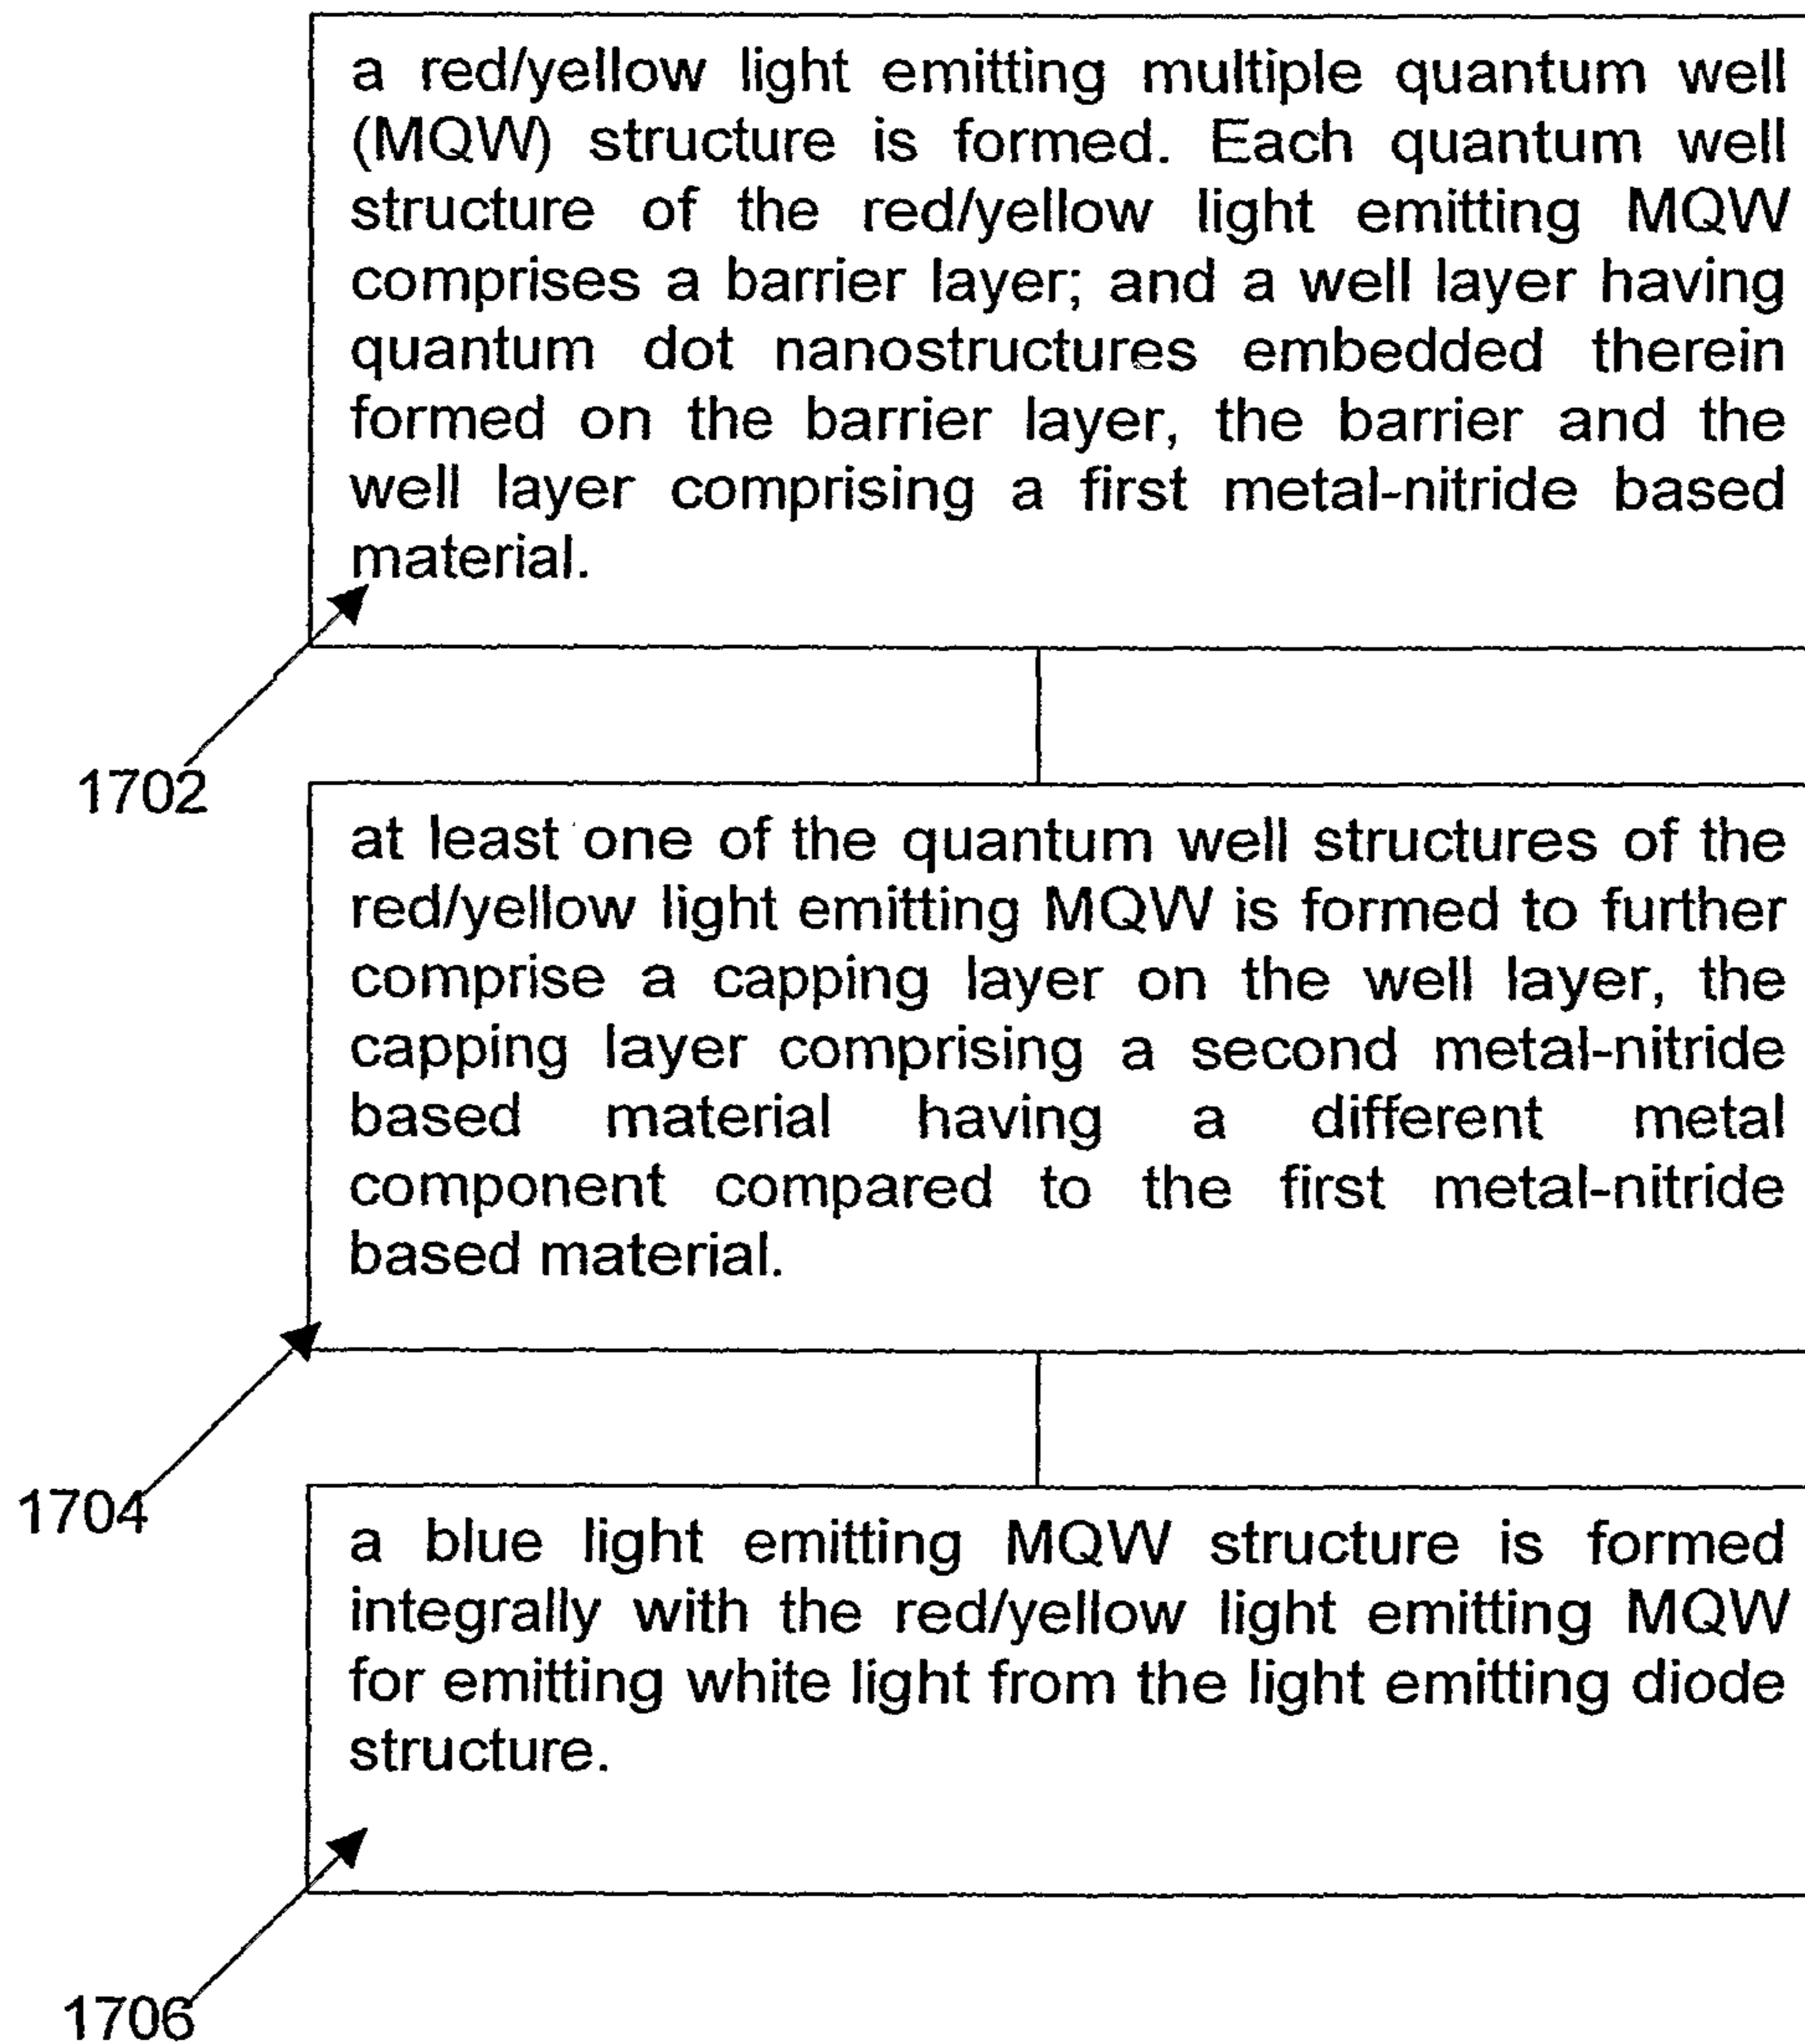 a red/yellow light emitting multiple quantum well
(MQW) structure is formed. Each quantum well
structure of the red/yellow light emitting MQW
comprises a barrier layer; and a well layer having
quantum dot nanostructures embedded therein
formed on the barrier layer, the barrier and the
well layer comprising a first metal-nitride based
material.
1702
at least one of the quantum well structures of the
red/yellow light emitting MQW is formed to further
comprise a capping layer on the well layer, the
capping layer comprising a second metal-nitride
based material having a different metal
component compared to the first metal-nitride
based material.
1704
a blue light emitting MQW structure is formed
integrally with the red/yellow light emitting MQW
for emitting white light from the light emitting diode
structure.
1706